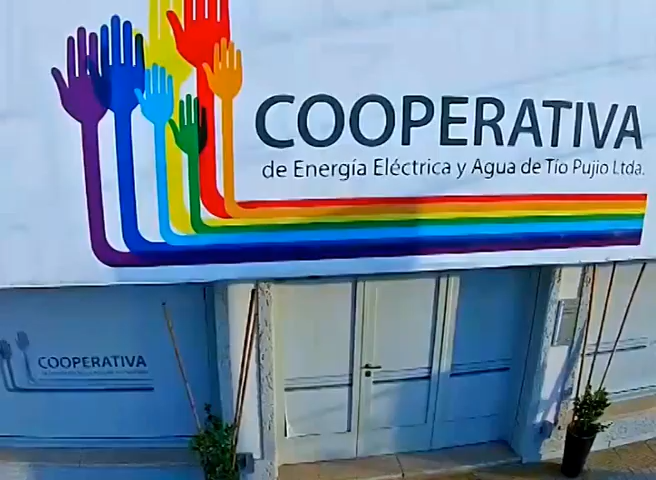 COOPERATIVA
de Energía Eléctrica y Agua de Tío Pujio Ltda.
COOPERATIVA